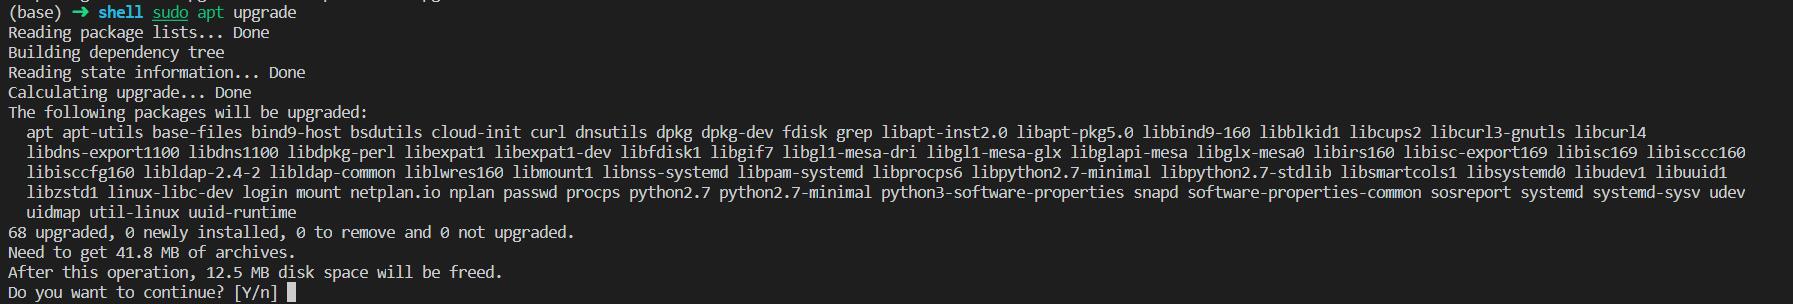 (base) ➜ shell sudo apt upgrade
Reading package lists... Done
Building dependency tree
Reading state information... Done
Calculating upgrade... Done
The following packages will be upgraded:
  apt apt-utils base-files bind9-host bsdutils cloud-init curl dnsutils dpkg dpkg-dev fdisk grep libapt-inst2.0 libapt-pkg5.0 libbind9-160 libblkid1 libcups2 libcurl3-gnutls libcurl4
  libdns-export1100 libdns1100 libdpkg-perl libexpat1 libexpat1-dev libfdisk1 libgif7 libgl1-mesa-dri libgl1-mesa-glx libglapi-mesa libglx-mesa0 libirs160 libisc-export169 libisc169 libisccc160
  libisccfg160 libldap-2.4-2 libldap-common liblwres160 libmount1 libnss-systemd libpam-systemd libprocps6 libpython2.7-minimal libpython2.7-stdlib libsmartcols1 libsystemd0 libudev1 libuuid1
  libzstd1 linux-libc-dev login mount netplan.io nplan passwd procps python2.7 python2.7-minimal python3-software-properties snapd software-properties-common sosreport systemd systemd-sysv udev
  uidmap util-linux uuid-runtime
68 upgraded, 0 newly installed, 0 to remove and 0 not upgraded.
Need to get 41.8 MB of archives.
After this operation, 12.5 MB disk space will be freed.
Do you want to continue? [Y/n]